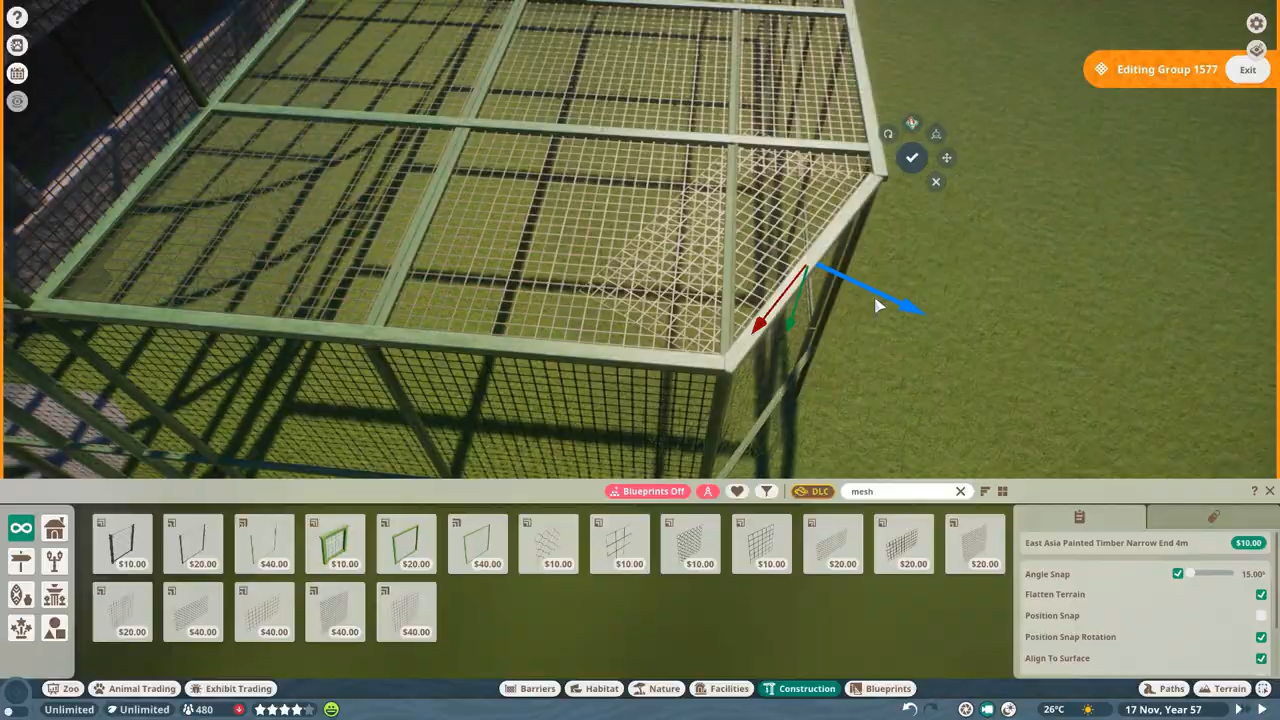 ?
Editing Group 1577
Exit
Blueprints Off
DLC
mesh
?
$10.00
$20.00
$40.00
$10.00
$20.00
$40.00
$10.00
$10.00
$10.00
$10.00
$20.00
$20.00
$20.00
$20.00
$40.00
$40.00
$40.00
$40.00
East Asia Painted Timber Narrow End 4m
$10.00
Angle Snap
15.00°
Flatten Terrain
Position Snap
Position Snap Rotation
Align To Surface
Zoo
Animal Trading
Exhibit Trading
Barriers
Habitat
Nature
Facilities
Construction
Blueprints
Paths
Terrain
Unlimited
Unlimited
480
26°C
17 Nov, Year 57